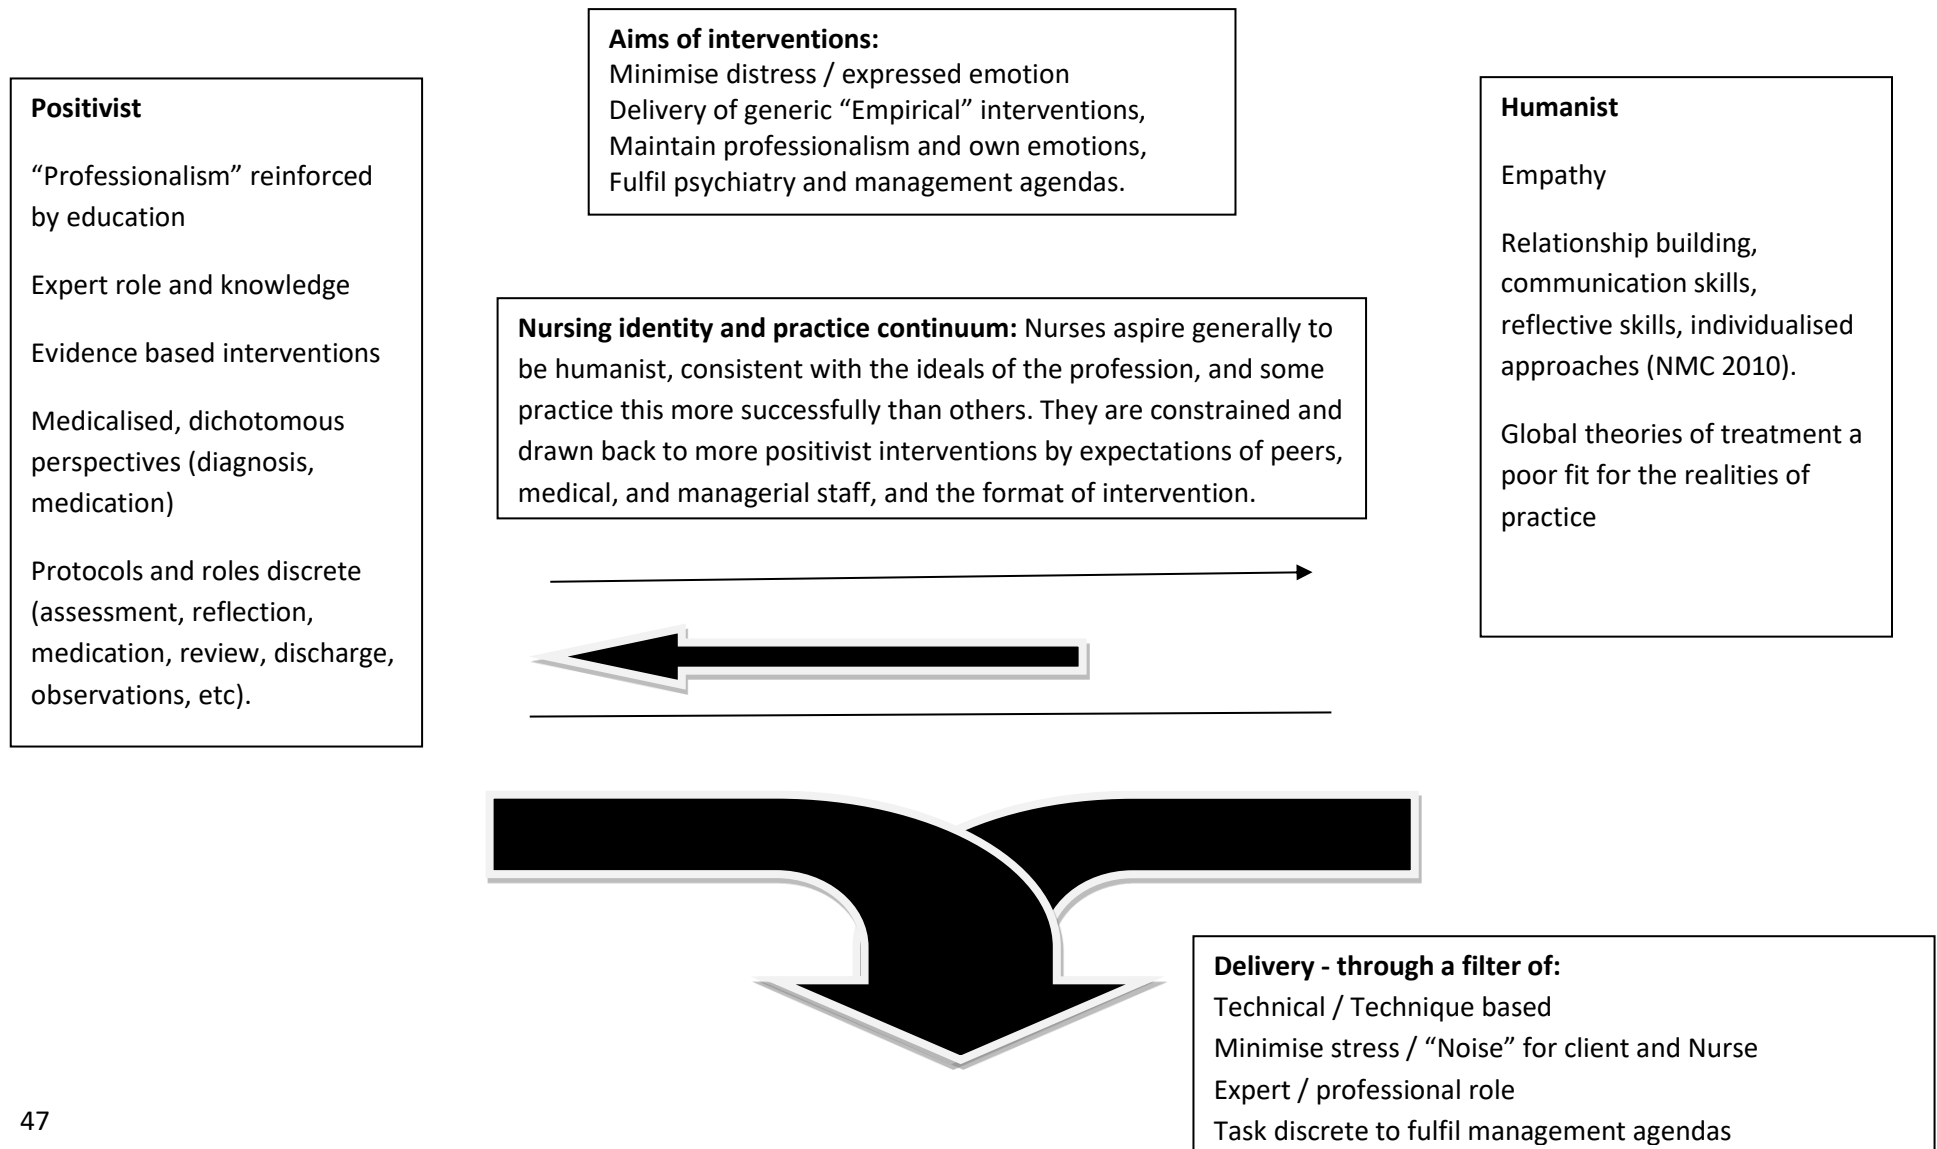 Aims of interventions:
Minimise distress / expressed emotion
Delivery of generic “Empirical” interventions,
Maintain professionalism and own emotions,
Fulfil psychiatry and management agendas.
Positivist
“Professionalism” reinforced
by education
Expert role and knowledge
Evidence based interventions
Medicalised, dichotomous
perspectives (diagnosis,
medication)
Protocols and roles discrete
(assessment, reflection,
medication, review, discharge,
observations, etc).
Nursing identity and practice continuum: Nurses aspire generally to
be humanist, consistent with the ideals of the profession, and some
practice this more successfully than others. They are constrained and
drawn back to more positivist interventions by expectations of peers,
medical, and managerial staff, and the format of intervention.
Humanist
Empathy
Relationship building,
communication skills,
reflective skills, individualised
approaches (NMC 2010).
Global theories of treatment a
poor fit for the realities of
practice
Delivery - through a filter of:
Technical / Technique based
Minimise stress / “Noise” for client and Nurse
Expert / professional role
Task discrete to fulfil management agendas
47